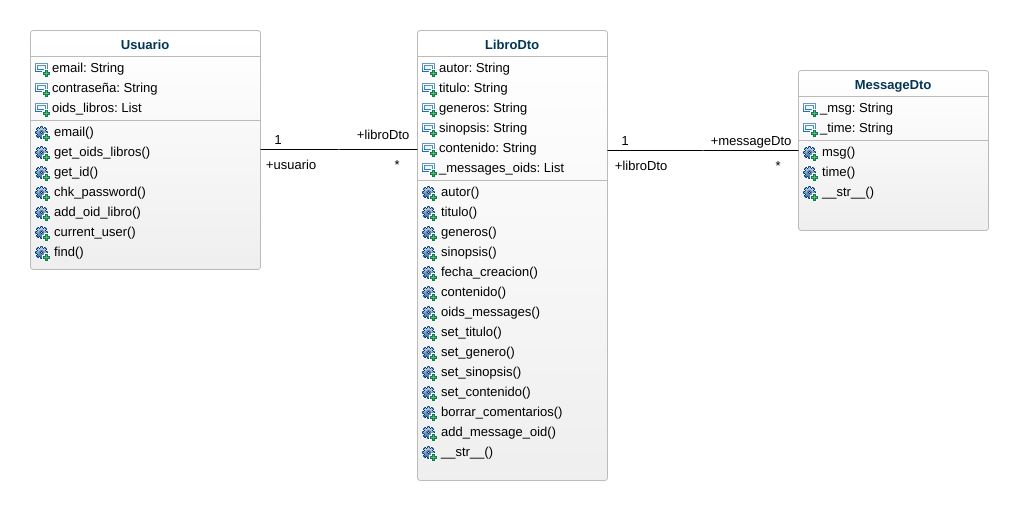 Usuario
email: String
contraseña: String
oids_libros: List
email()
get_oids_libros()
get_id()
chk_password()
add_oid_libro()
current_user()
find()
1
+usuario
+libroDto
*
LibroDto
autor: String
titulo: String
generos: String
sinopsis: String
contenido: String
_messages_oids: List
autor()
titulo()
generos()
sinopsis()
fecha_creacion()
contenido()
oids_messages()
set_titulo()
set_genero()
set_sinopsis()
set_contenido()
borrar_comentarios()
add_message_oid()
__str__()
1
+libroDto
+messageDto
*
MessageDto
_msg: String
_time: String
msg()
time()
__str__()